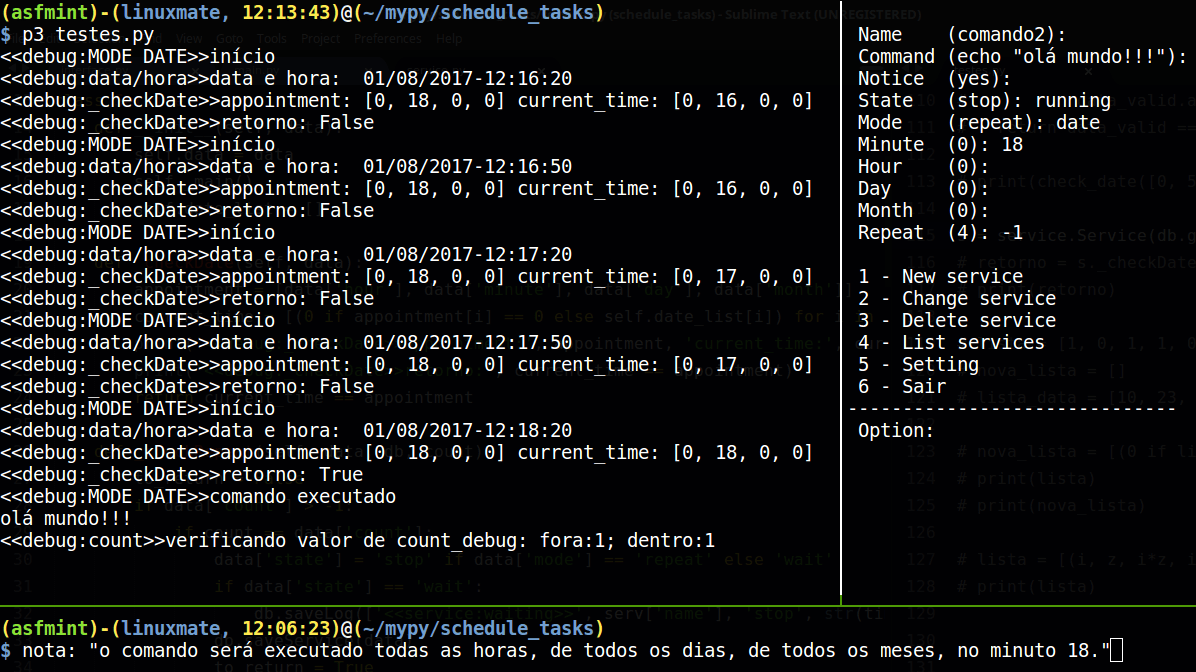 (asfmint)-(linuxmate, 12:13:43)@(~/mypy/schedule_tasks)
$ p3 testes.py
<<debug:MODE DATE>>início
<<debug:data/hora>>data e hora:  01/08/2017-12:16:20
<<debug:_checkDate>>appointment: [0, 18, 0, 0] current_time: [0, 16, 0, 0]
<<debug:_checkDate>>retorno: False
<<debug:MODE DATE>>início
<<debug:data/hora>>data e hora:  01/08/2017-12:16:50
<<debug:_checkDate>>appointment: [0, 18, 0, 0] current_time: [0, 16, 0, 0]
<<debug:_checkDate>>retorno: False
<<debug:MODE DATE>>início
<<debug:data/hora>>data e hora:  01/08/2017-12:17:20
<<debug:_checkDate>>appointment: [0, 18, 0, 0] current_time: [0, 17, 0, 0]
<<debug:_checkDate>>retorno: False
<<debug:MODE DATE>>início
<<debug:data/hora>>data e hora:  01/08/2017-12:17:50
<<debug:_checkDate>>appointment: [0, 18, 0, 0] current_time: [0, 17, 0, 0]
<<debug:_checkDate>>retorno: False
<<debug:MODE DATE>>início
<<debug:data/hora>>data e hora:  01/08/2017-12:18:20
<<debug:_checkDate>>appointment: [0, 18, 0, 0] current_time: [0, 18, 0, 0]
<<debug:_checkDate>>retorno: True
<<debug:MODE DATE>>comando executado
olá mundo!!!
<<debug:count>>verificando valor de count_debug: fora:1; dentro:1
Name    (comando2):
Command (echo "olá mundo!!!"):
Notice  (yes):
State   (stop): running
Mode    (repeat): date
Minute  (0): 18
Hour    (0):
Day     (0):
Month   (0):
Repeat  (4): -1
1 - New service
2 - Change service
3 - Delete service
4 - List services
5 - Setting
6 - Sair
------------------------------
Option:
(asfmint)-(linuxmate, 12:06:23)@(~/mypy/schedule_tasks)
$ nota: "o comando será executado todas as horas, de todos os dias, de todos os meses, no minuto 18."